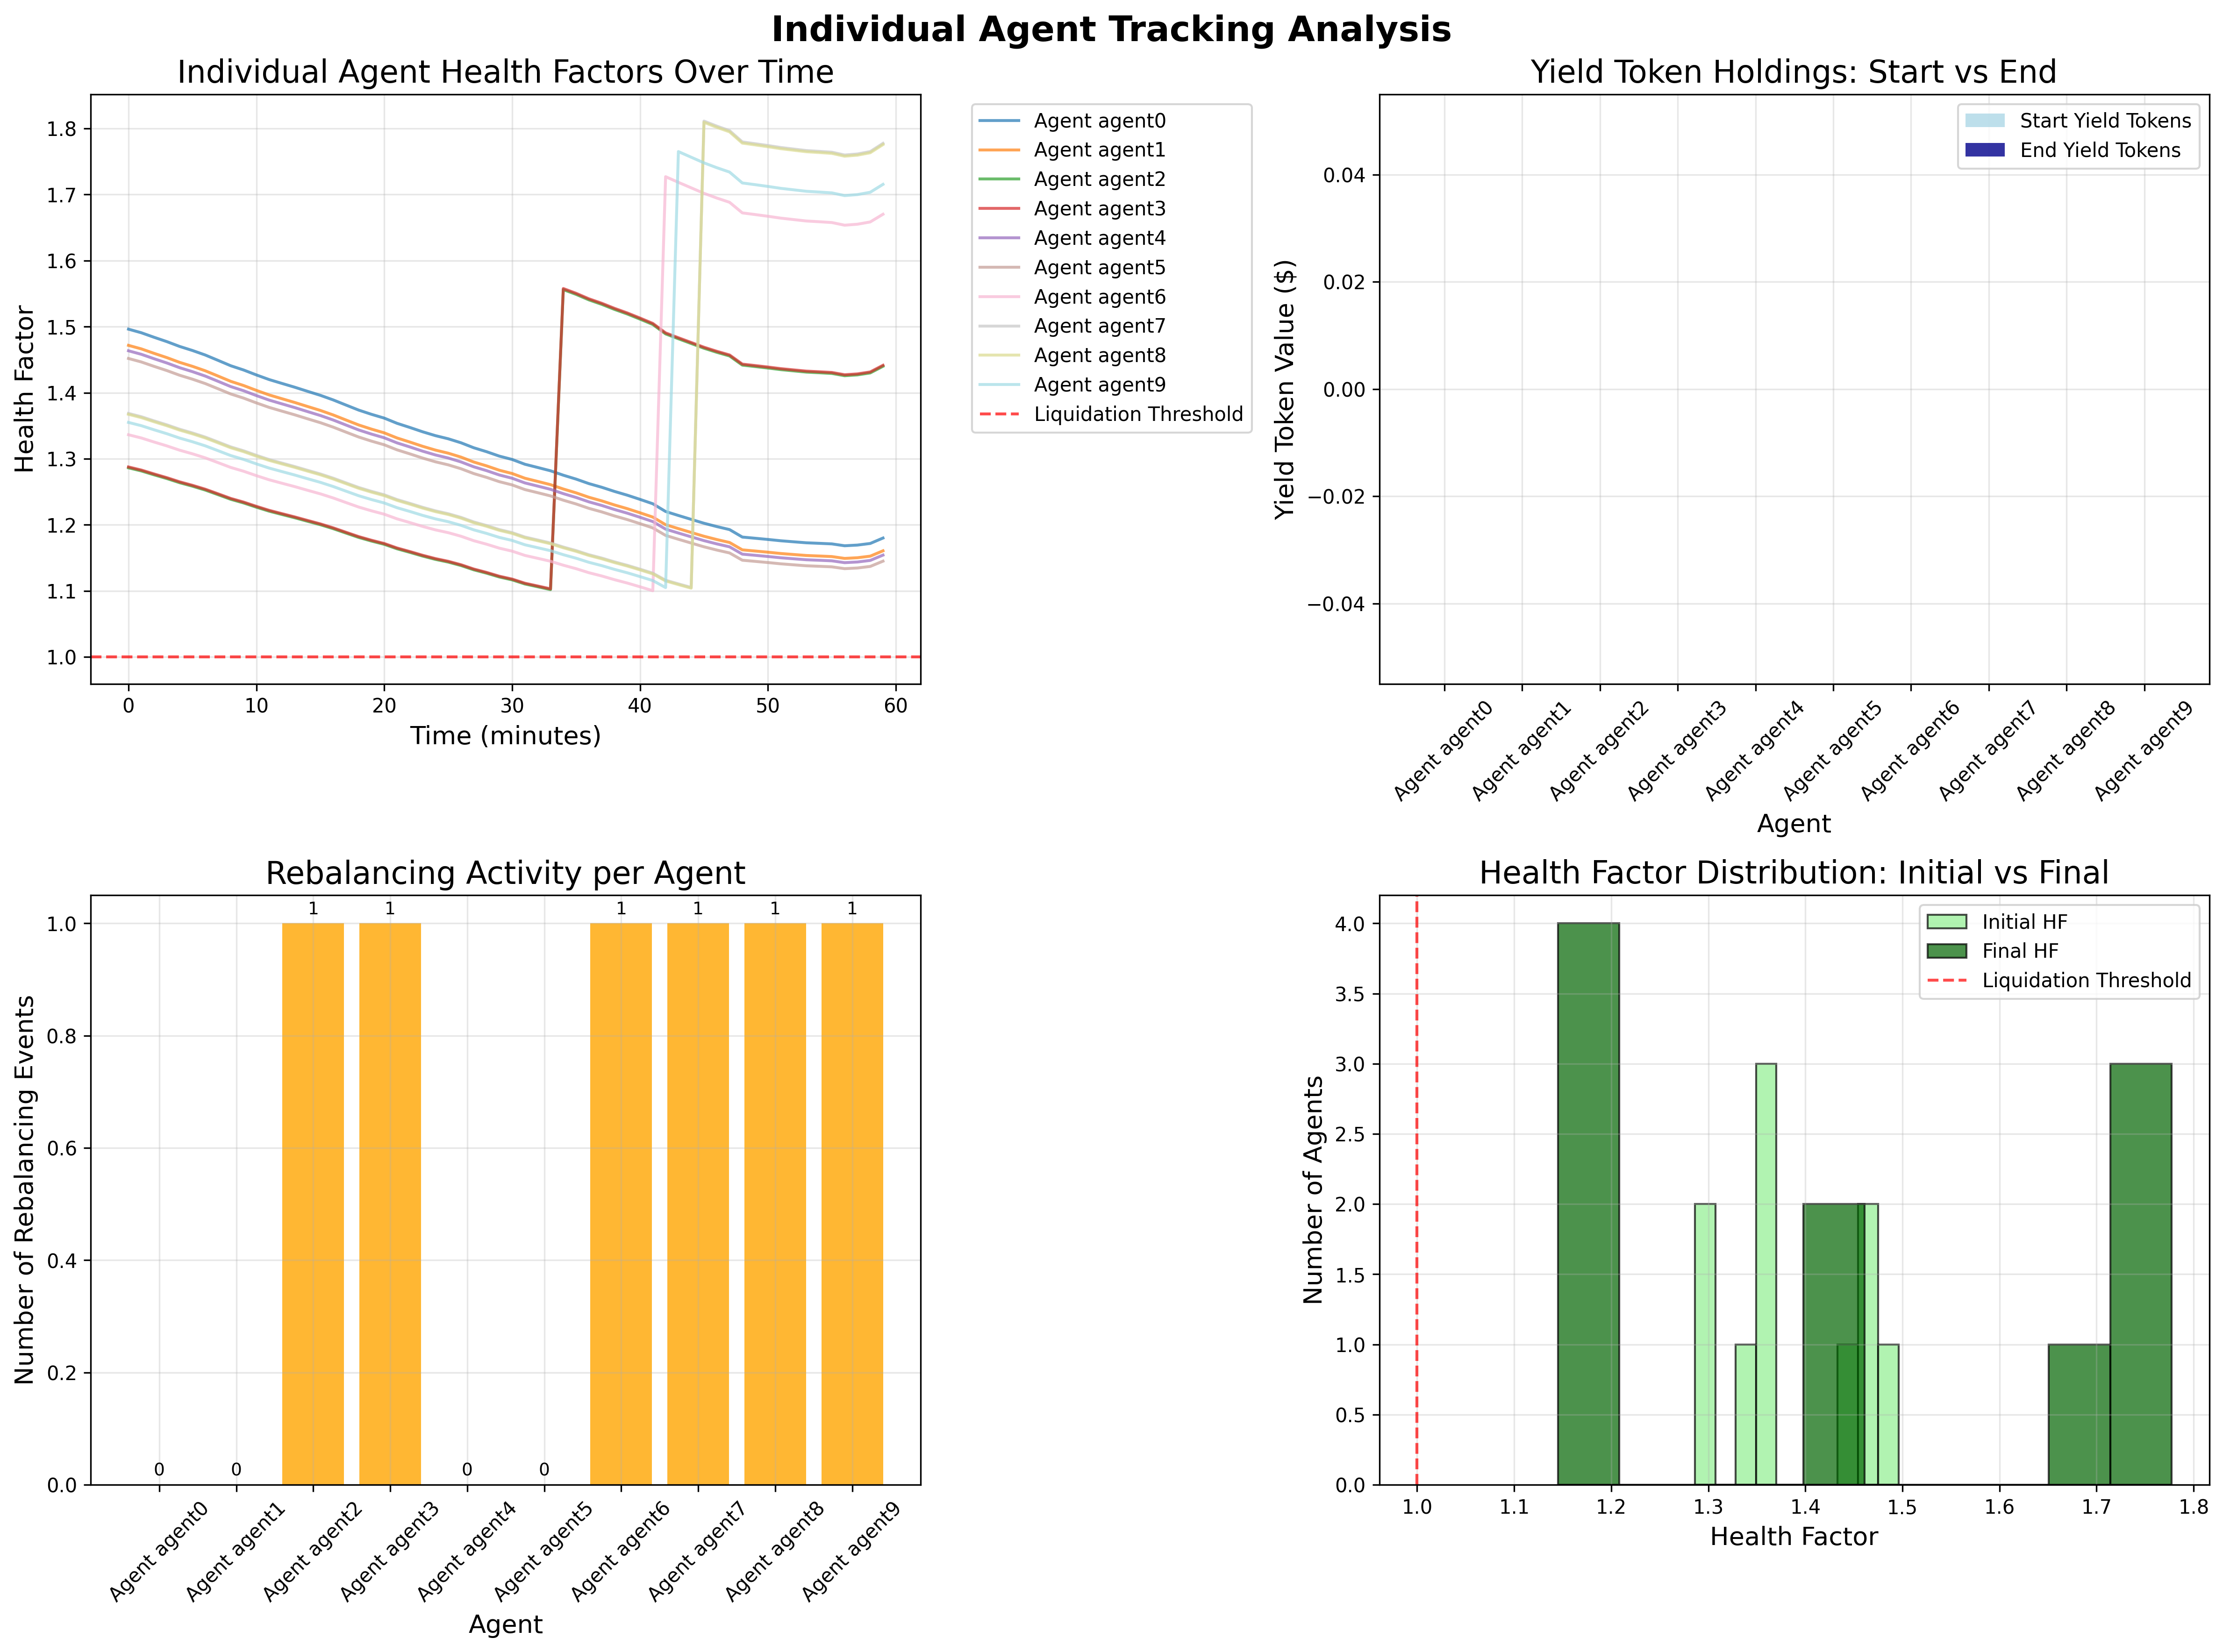 Individual Agent Tracking Analysis
Individual Agent Health Factors Over Time
Health Factor
1.8
1.7
1.6
1.5
1.4
1.3
1.2
1.1
1.0
0 10 20 30 40 50 60
Time (minutes)
Agent agent0
Agent agent1
Agent agent2
Agent agent3
Agent agent4
Agent agent5
Agent agent6
Agent agent7
Agent agent8
Agent agent9
Liquidation Threshold
Yield Token Holdings: Start vs End
Yield Token Value ($)
0.04
0.02
0.00
−0.02
−0.04
Start Yield Tokens
End Yield Tokens
Agent agent0
Agent agent1
Agent agent2
Agent agent3
Agent agent4
Agent agent5
Agent agent6
Agent agent7
Agent agent8
Agent agent9
Agent
Rebalancing Activity per Agent
Number of Rebalancing Events
1.0
0.8
0.6
0.4
0.2
0.0
0 0 1 1 0 0 1 1 1 1
Agent agent0
Agent agent1
Agent agent2
Agent agent3
Agent agent4
Agent agent5
Agent agent6
Agent agent7
Agent agent8
Agent agent9
Agent
Health Factor Distribution: Initial vs Final
Number of Agents
4.0
3.5
3.0
2.5
2.0
1.5
1.0
0.5
0.0
Initial HF
Final HF
Liquidation Threshold
1.0 1.1 1.2 1.3 1.4 1.5 1.6 1.7 1.8
Health Factor